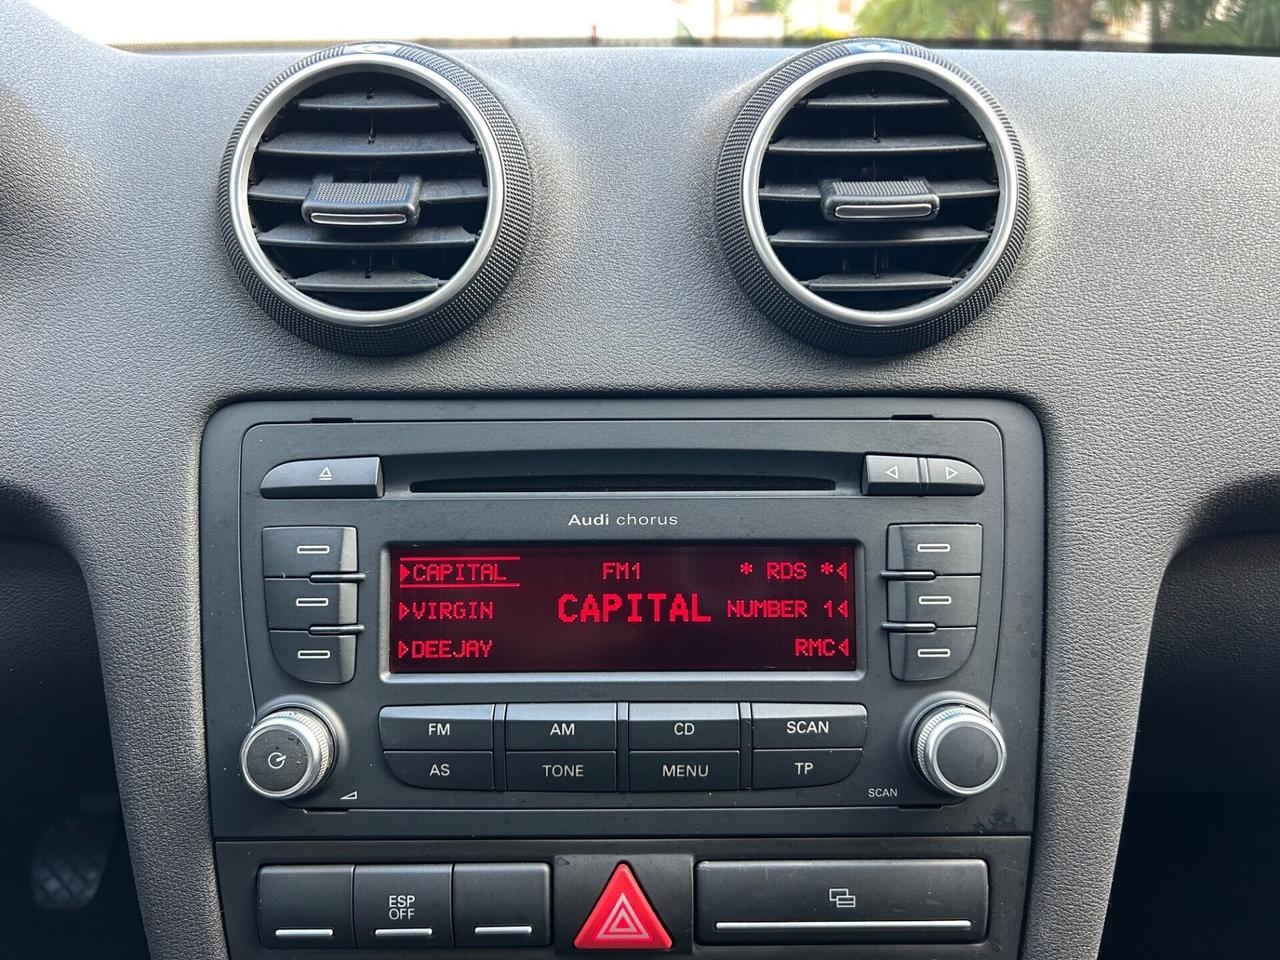 Audi chorus
CAPITAL FM1 * RDS *
VIRGIN CAPITAL NUMBER 1
DEEJAY RMC
FM AM CD SCAN
AS TONE MENU TP
SCAN
ESP
OFF